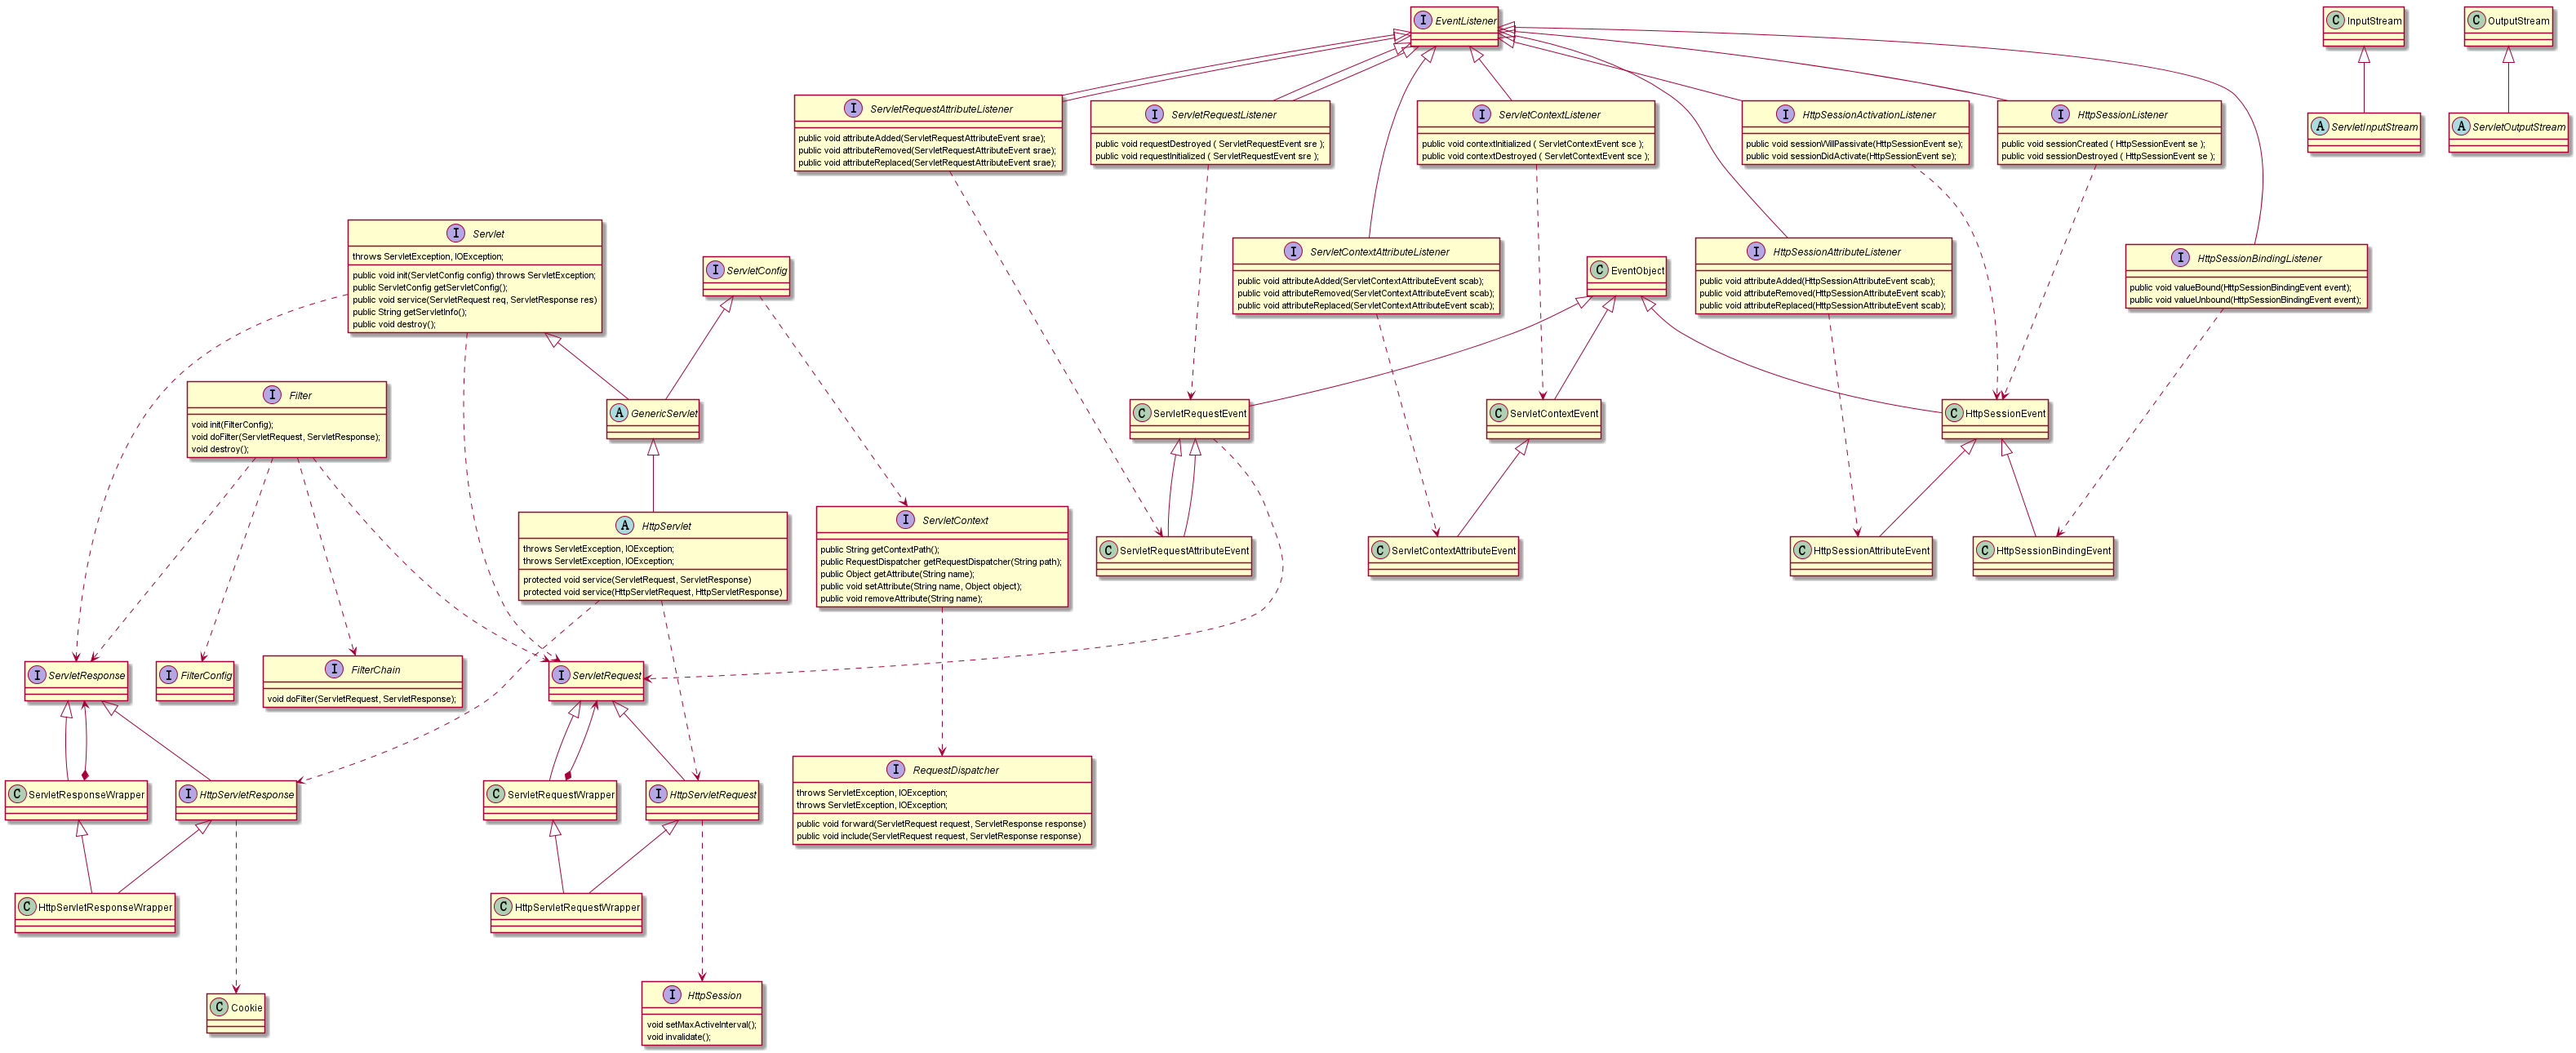 I EventListener
C InputStream
C OutputStream
I ServletRequestAttributeListener
public void attributeAdded(ServletRequestAttributeEvent srae);
public void attributeRemoved(ServletRequestAttributeEvent srae);
public void attributeReplaced(ServletRequestAttributeEvent srae);
I ServletRequestListener
public void requestDestroyed ( ServletRequestEvent sre );
public void requestInitialized ( ServletRequestEvent sre );
I ServletContextListener
public void contextInitialized ( ServletContextEvent sce );
public void contextDestroyed ( ServletContextEvent sce );
I HttpSessionActivationListener
public void sessionWillPassivate(HttpSessionEvent se);
public void sessionDidActivate(HttpSessionEvent se);
I HttpSessionListener
public void sessionCreated ( HttpSessionEvent se );
public void sessionDestroyed ( HttpSessionEvent se );
A ServletInputStream
A ServletOutputStream
I Servlet
throws ServletException, IOException;
public void init(ServletConfig config) throws ServletException;
public ServletConfig getServletConfig();
public void service(ServletRequest req, ServletResponse res)
public String getServletInfo();
public void destroy();
I ServletConfig
I ServletContextAttributeListener
public void attributeAdded(ServletContextAttributeEvent scab);
public void attributeRemoved(ServletContextAttributeEvent scab);
public void attributeReplaced(ServletContextAttributeEvent scab);
C EventObject
I HttpSessionAttributeListener
public void attributeAdded(HttpSessionAttributeEvent scab);
public void attributeRemoved(HttpSessionAttributeEvent scab);
public void attributeReplaced(HttpSessionAttributeEvent scab);
I HttpSessionBindingListener
public void valueBound(HttpSessionBindingEvent event);
public void valueUnbound(HttpSessionBindingEvent event);
I Filter
void init(FilterConfig);
void doFilter(ServletRequest, ServletResponse);
void destroy();
A GenericServlet
C ServletRequestEvent
C ServletContextEvent
C HttpSessionEvent
A HttpServlet
throws ServletException, IOException;
throws ServletException, IOException;
protected void service(ServletRequest, ServletResponse)
protected void service(HttpServletRequest, HttpServletResponse)
I ServletContext
public String getContextPath();
public RequestDispatcher getRequestDispatcher(String path);
public Object getAttribute(String name);
public void setAttribute(String name, Object object);
public void removeAttribute(String name);
C ServletRequestAttributeEvent
C ServletContextAttributeEvent
C HttpSessionAttributeEvent
C HttpSessionBindingEvent
I ServletResponse
I FilterConfig
I FilterChain
void doFilter(ServletRequest, ServletResponse);
I ServletRequest
C ServletResponseWrapper
I HttpServletResponse
C ServletRequestWrapper
I HttpServletRequest
I RequestDispatcher
throws ServletException, IOException;
throws ServletException, IOException;
public void forward(ServletRequest request, ServletResponse response)
public void include(ServletRequest request, ServletResponse response)
C HttpServletResponseWrapper
C HttpServletRequestWrapper
C Cookie
I HttpSession
void setMaxActiveInterval();
void invalidate();